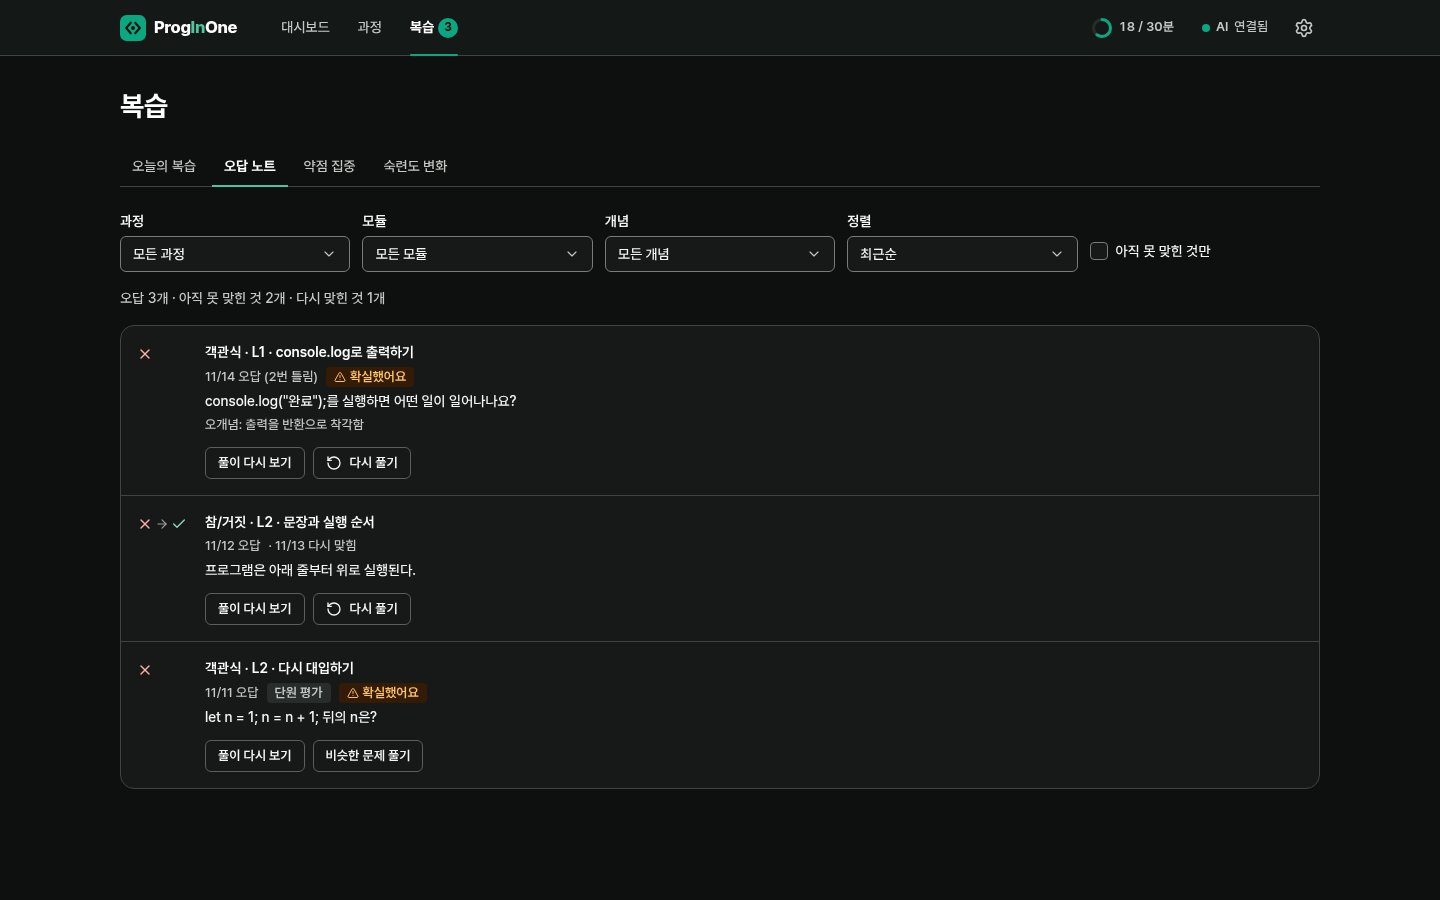 ProgInOne 대시보드 과정 복습 3 18 / 30분 AI 연결됨
복습
오늘의 복습 오답 노트 약점 집중 숙련도 변화
과정 모듈 개념 정렬
모든 과정 모든 모듈 모든 개념 최근순 아직 못 맞힌 것만
오답 3개 · 아직 못 맞힌 것 2개 · 다시 맞힌 것 1개
객관식 · L1 · console.log로 출력하기
11/14 오답 (2번 틀림) 확실했어요
console.log("완료");를 실행하면 어떤 일이 일어나나요?
오개념: 출력을 반환으로 착각함
풀이 다시 보기 다시 풀기
참/거짓 · L2 · 문장과 실행 순서
11/12 오답 · 11/13 다시 맞힘
프로그램은 아래 줄부터 위로 실행된다.
풀이 다시 보기 다시 풀기
객관식 · L2 · 다시 대입하기
11/11 오답 단원 평가 확실했어요
let n = 1; n = n + 1; 뒤의 n은?
풀이 다시 보기 비슷한 문제 풀기